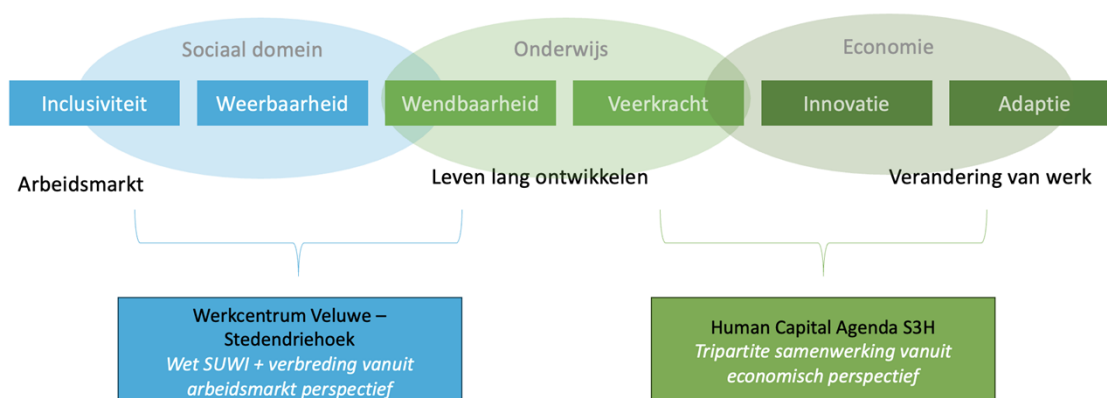 Sociaal domein
Onderwijs
Economie
Inclusiviteit
Weerbaarheid
Wendbaarheid
Veerkracht
Innovatie
Adaptie
Arbeidsmarkt
Leven lang ontwikkelen
Verandering van werk
Werkcentrum Veluwe –
Stedendriehoek
Wet SUWI + verbreding vanuit
arbeidsmarkt perspectief
Human Capital Agenda S3H
Tripartite samenwerking vanuit
economisch perspectief